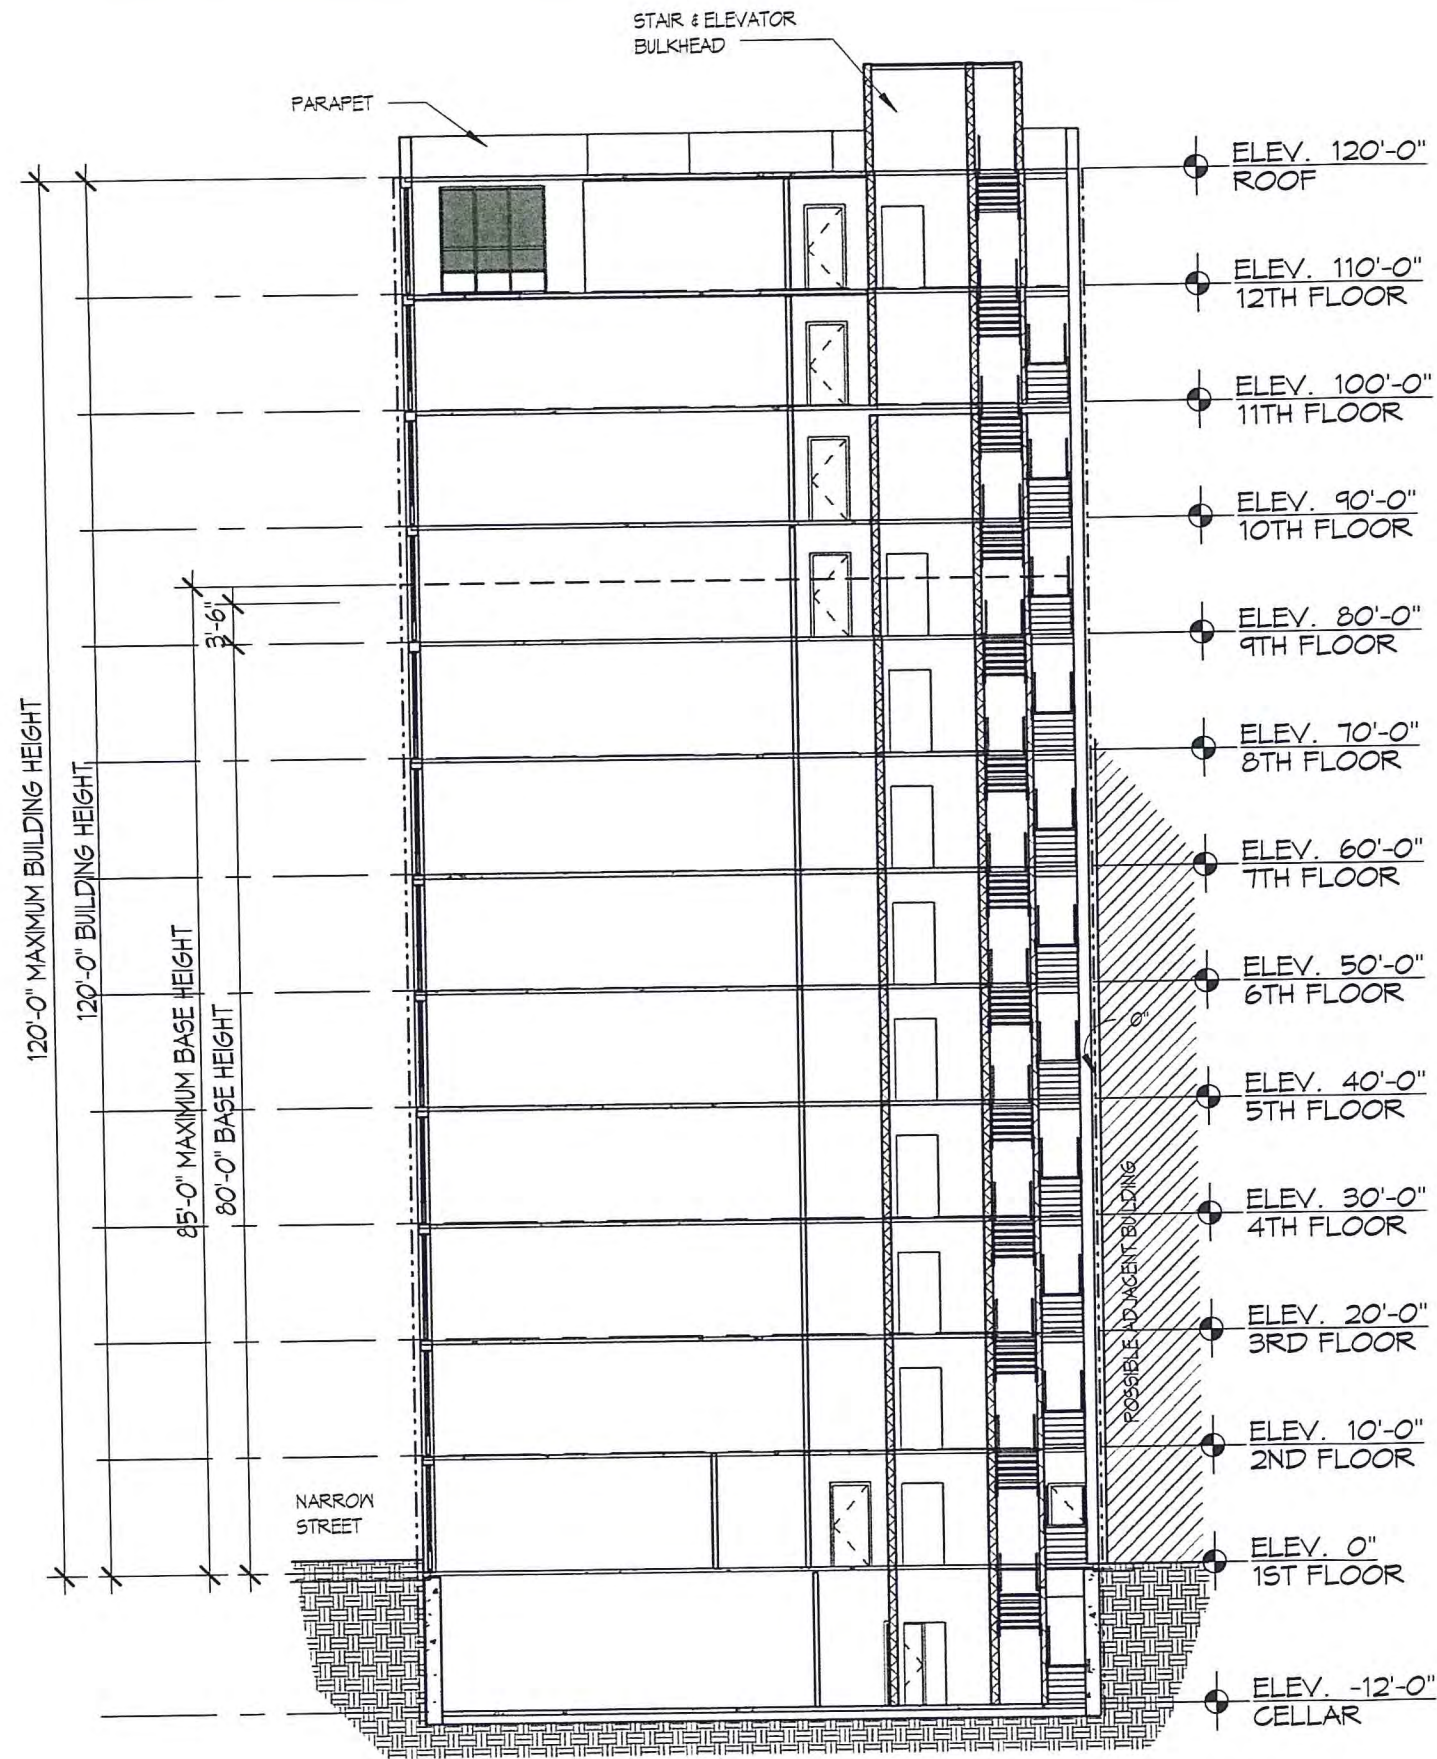 STAIR & ELEVATOR
BULKHEAD
PARAPET
ELEV. 120'-0"
ROOF
ELEV. 110'-0"
12TH FLOOR
ELEV. 100'-0"
11TH FLOOR
ELEV. 90'-0"
10TH FLOOR
3'-6"
ELEV. 80'-0"
9TH FLOOR
ELEV. 70'-0"
8TH FLOOR
120'-0" MAXIMUM BUILDING HEIGHT
120'-0" BUILDING HEIGHT
85'-0" MAXIMUM BASE HEIGHT
80'-0" BASE HEIGHT
ELEV. 60'-0"
7TH FLOOR
ELEV. 50'-0"
6TH FLOOR
0"
ELEV. 40'-0"
5TH FLOOR
POSSIBLE ADJACENT BUILDING
ELEV. 30'-0"
4TH FLOOR
ELEV. 20'-0"
3RD FLOOR
ELEV. 10'-0"
2ND FLOOR
NARROW
STREET
ELEV. 0"
1ST FLOOR
ELEV. -12'-0"
CELLAR